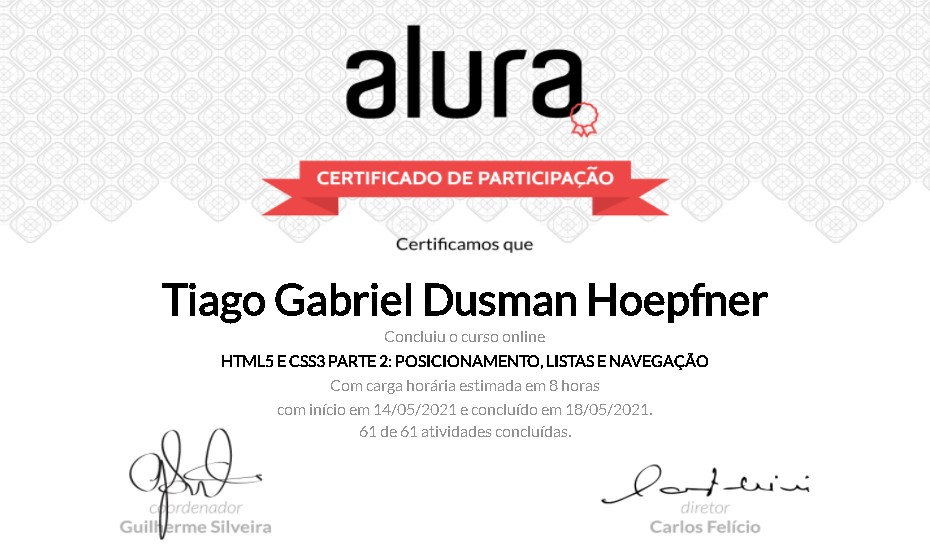 alura
CERTIFICADO DE PARTICIPAÇÃO
Certificamos que
Tiago Gabriel Dusman Hoepfner
Concluiu o curso online
HTML5 E CSS3 PARTE 2: POSICIONAMENTO, LISTAS E NAVEGAÇÃO
Com carga horária estimada em 8 horas
com início em 14/05/2021 e concluído em 18/05/2021.
61 de 61 atividades concluídas.
coordenador
Guilherme Silveira
diretor
Carlos Felício